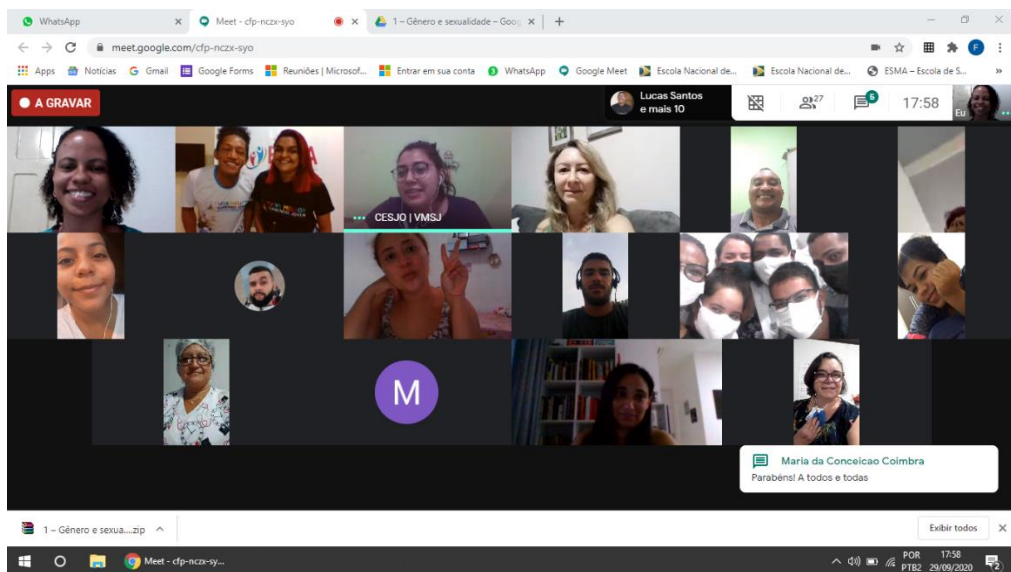 WhatsApp
Meet - cfp-nczx-syo
1 – Gênero e sexualidade – Goog
meet.google.com/cfp-nczx-syo
Apps
Notícias
Gmail
Google Forms
Reuniões | Microsof...
Entrar em sua conta
WhatsApp
Google Meet
Escola Nacional de...
Escola Nacional de...
ESMA – Escola de S...
»
F
A GRAVAR
Lucas Santos
e mais 10
27
5
17:58
Eu
CESJO | VMSJ
M
Maria da Conceicao Coimbra
Parabéns! A todos e todas
1 – Gênero e sexua....zip
Exibir todos
Meet - cfp-nczx-sy...
POR
PTB2
17:58
29/09/2020
2